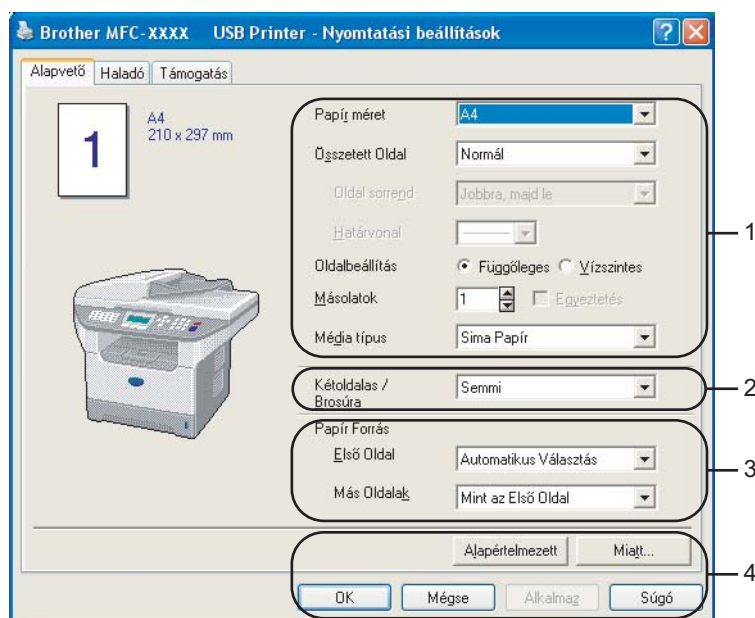 Brother MFC-XXXX USB Printer - Nyomtatási beállítások
Alapvető Haladó Támogatás
1
A4
210 x 297 mm
Papír méret A4
Összetett Oldal Normál
Oldal sorrend Jobbra, majd le
Határvonal
1
Oldalbeállítás Függőleges Vízszintes
Másolatok 1 Egyeztetés
Média típus Sima Papír
Kétoldalas / Brosúra Semmi
2
Papír Forrás
Első Oldal Automatikus Választás
3
Más Oldalak Mint az Első Oldal
Alapértelmezett Miatt...
4
OK Mégse Alkalmaz Súgó